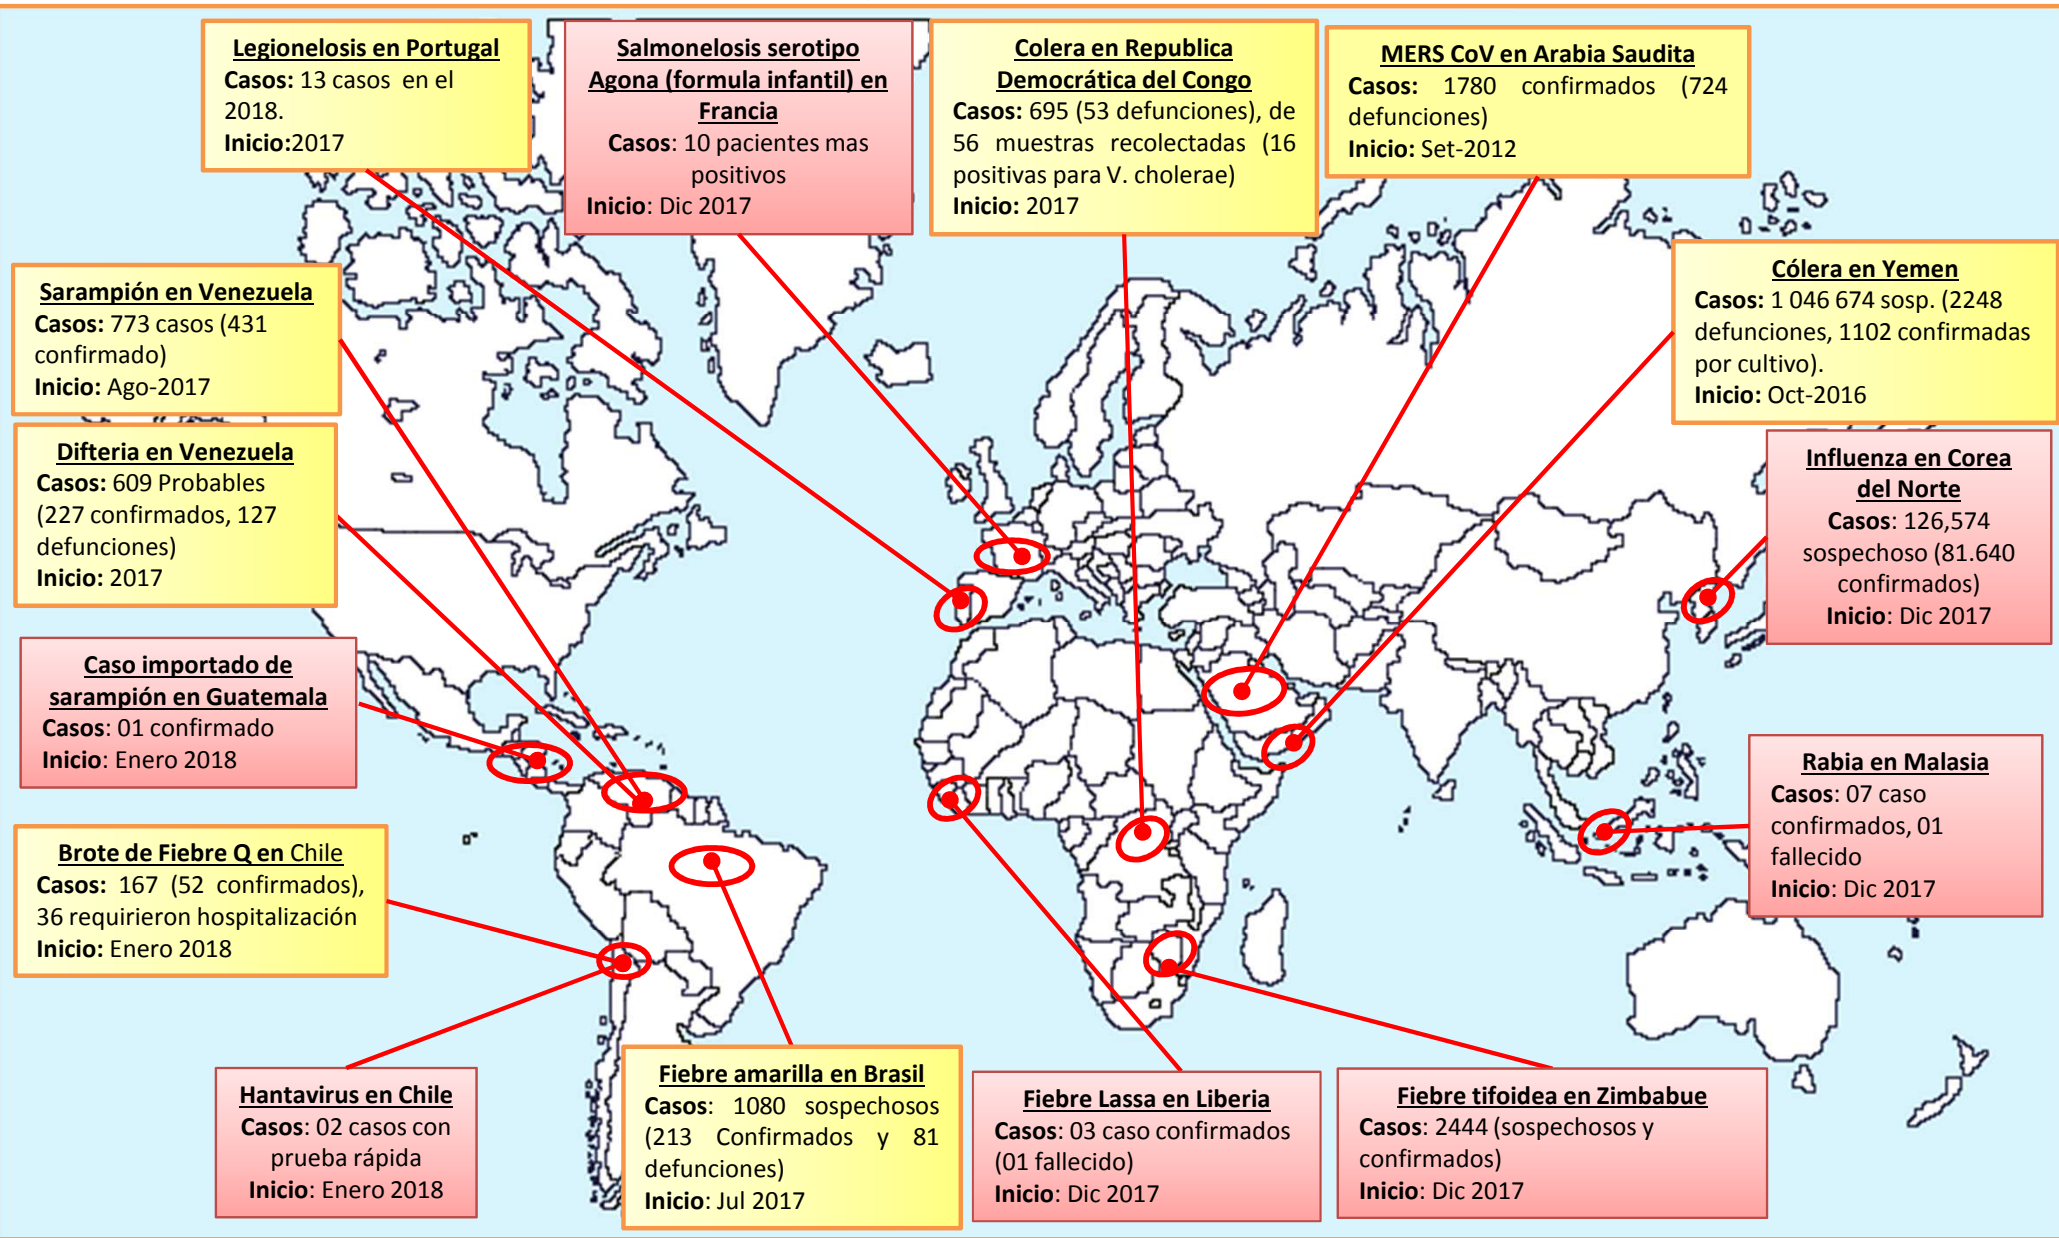 Legionelosis en Portugal
Casos: 13 casos en el
2018.
Inicio:2017
Salmonelosis serotipo
Agona (formula infantil) en
Francia
Casos: 10 pacientes mas
positivos
Inicio: Dic 2017
Colera en Republica
Democrática del Congo
Casos: 695 (53 defunciones), de
56 muestras recolectadas (16
positivas para V. cholerae)
Inicio: 2017
MERS CoV en Arabia Saudita
Casos: 1780 confirmados (724
defunciones)
Inicio: Set-2012
Sarampión en Venezuela
Casos: 773 casos (431
confirmado)
Inicio: Ago-2017
Cólera en Yemen
Casos: 1 046 674 sosp. (2248
defunciones, 1102 confirmadas
por cultivo).
Inicio: Oct-2016
Difteria en Venezuela
Casos: 609 Probables
(227 confirmados, 127
defunciones)
Inicio: 2017
Influenza en Corea
del Norte
Casos: 126,574
sospechoso (81.640
confirmados)
Inicio: Dic 2017
Caso importado de
sarampión en Guatemala
Casos: 01 confirmado
Inicio: Enero 2018
Rabia en Malasia
Casos: 07 caso
confirmados, 01
fallecido
Inicio: Dic 2017
Brote de Fiebre Q en Chile
Casos: 167 (52 confirmados),
36 requirieron hospitalización
Inicio: Enero 2018
Hantavirus en Chile
Casos: 02 casos con
prueba rápida
Inicio: Enero 2018
Fiebre amarilla en Brasil
Casos: 1080 sospechosos
(213 Confirmados y 81
defunciones)
Inicio: Jul 2017
Fiebre Lassa en Liberia
Casos: 03 caso confirmados
(01 fallecido)
Inicio: Dic 2017
Fiebre tifoidea en Zimbabue
Casos: 2444 (sospechosos y
confirmados)
Inicio: Dic 2017